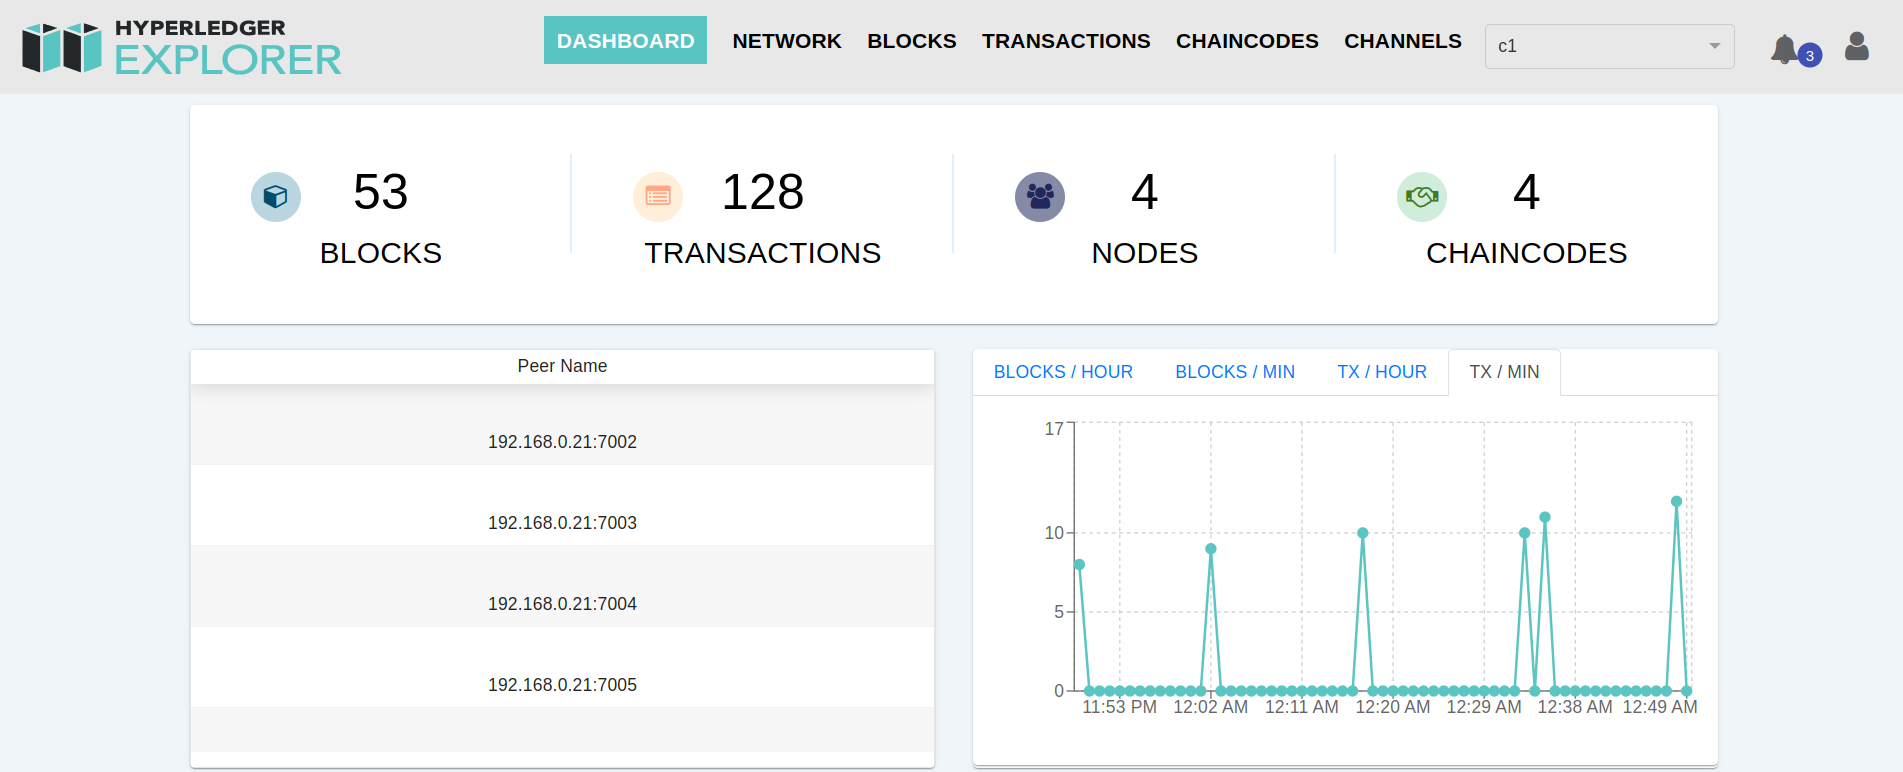 HYPERLEDGER
EXPLORER
DASHBOARD NETWORK BLOCKS TRANSACTIONS CHAINCODES CHANNELS c1 3
53 128 4 4
BLOCKS TRANSACTIONS NODES CHAINCODES
Peer Name
192.168.0.21:7002
192.168.0.21:7003
192.168.0.21:7004
192.168.0.21:7005
BLOCKS / HOUR BLOCKS / MIN TX / HOUR TX / MIN
17
10
5
0
11:53 PM 12:02 AM 12:11 AM 12:20 AM 12:29 AM 12:38 AM 12:49 AM